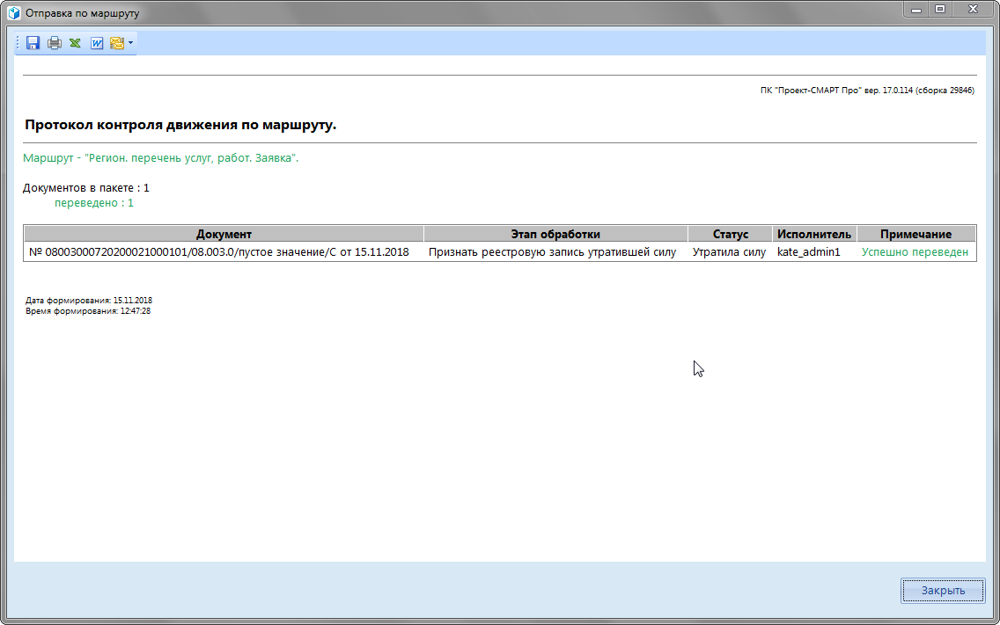 Отправка по маршруту
ПК "Проект-СМАРТ Про" вер. 17.0.114 (сборка 29846)
Протокол контроля движения по маршруту.
Маршрут - "Регион. перечень услуг, работ. Заявка".
Документов в пакете : 1
переведено : 1
Документ Этап обработки Статус Исполнитель Примечание
№ 08003000720200021000101/08.003.0/пустое значение/С от 15.11.2018 Признать реестровую запись утратившей силу Утратила силу kate_admin1 Успешно переведен
Дата формирования: 15.11.2018
Время формирования: 12:47:28
Закрыть